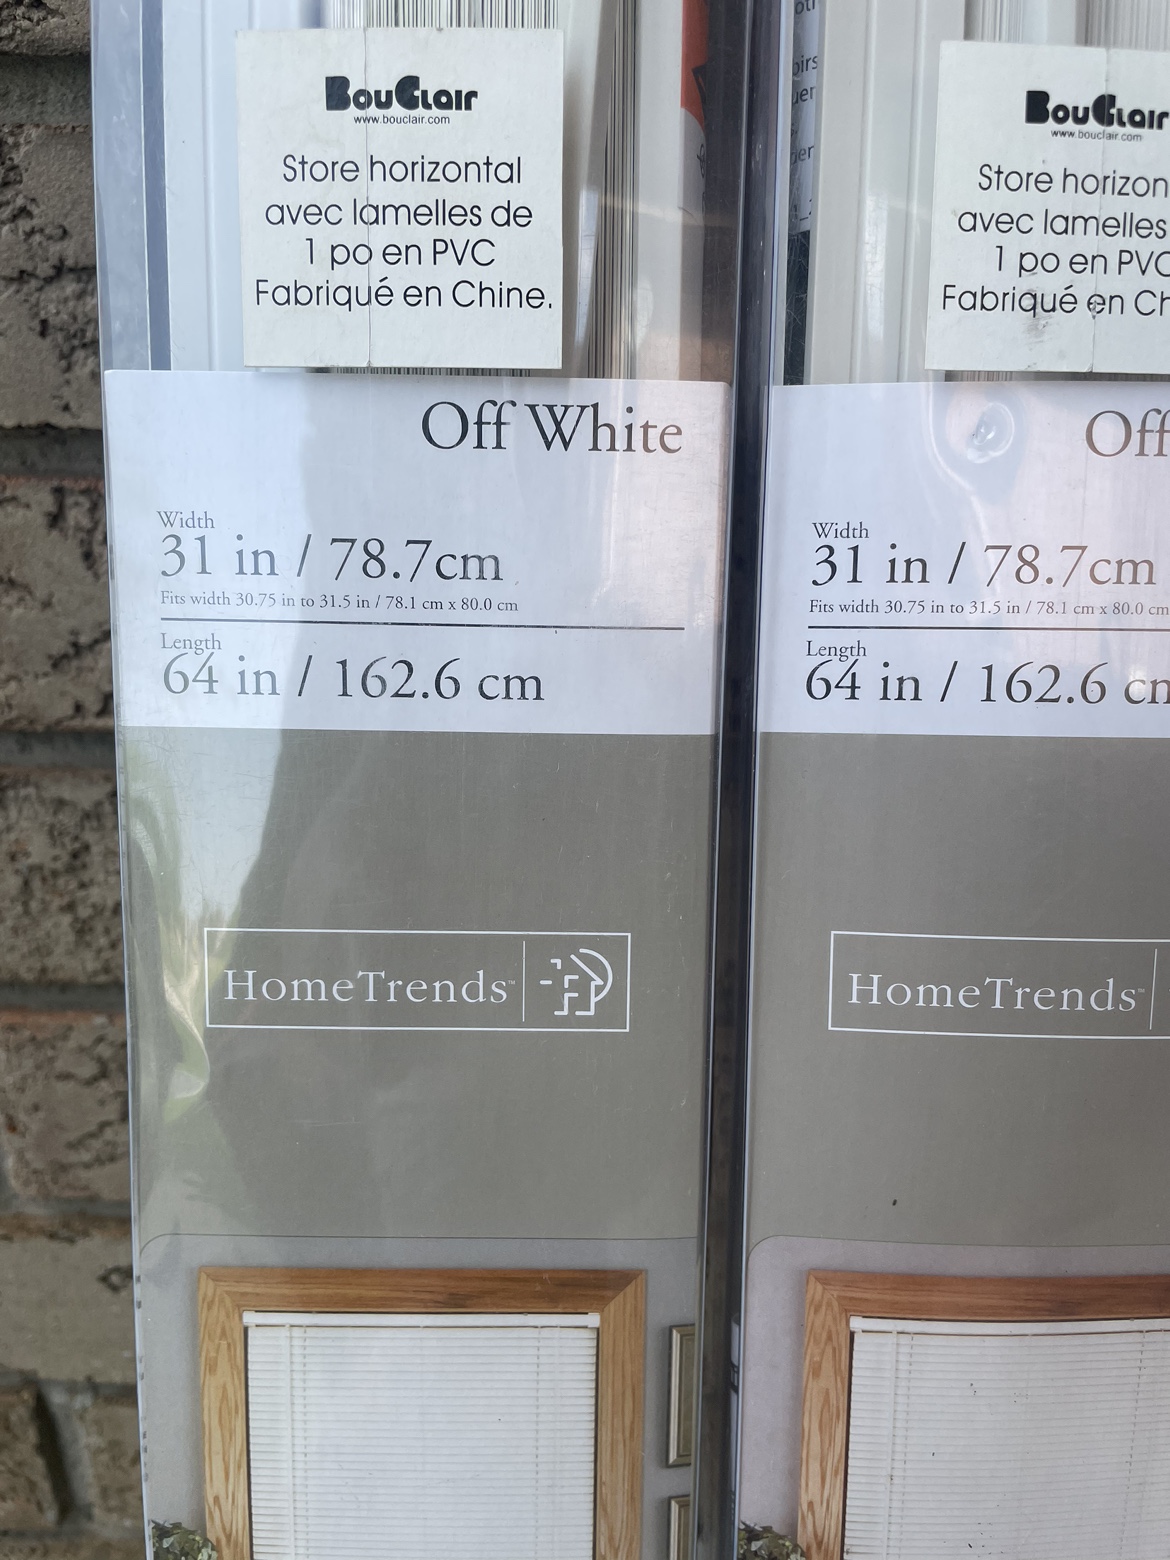 BouClair
www.bouclair.com
Store horizontal
avec lamelles de
1 po en PVC
Fabriqué en Chine.
Off White
Width
31 in / 78.7cm
Fits width 30.75 in to 31.5 in / 78.1 cm x 80.0 cm
Length
64 in / 162.6 cm
HomeTrends™
BouClair
www.bouclair.com
Store horizon
avec lamelles
1 po en PVC
Fabriqué en Ch
Off
Width
31 in / 78.7cm
Fits width 30.75 in to 31.5 in / 78.1 cm x 80.0 cm
Length
64 in / 162.6 cm
HomeTrends™